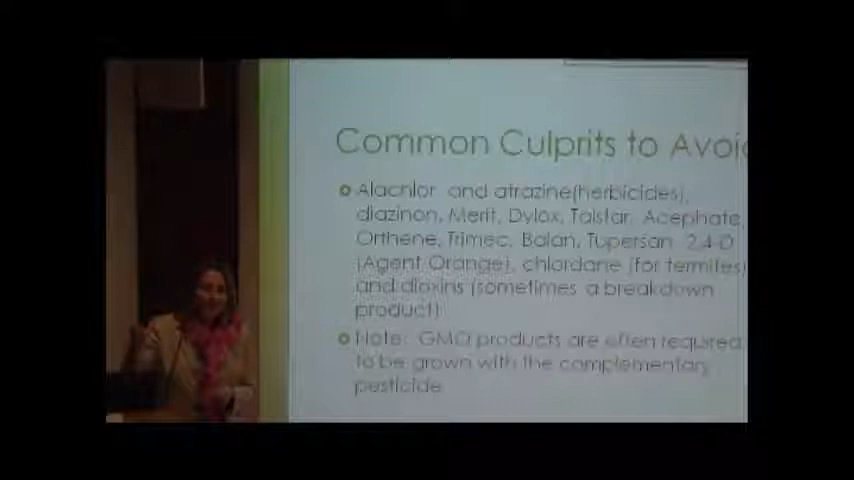 Common Culprits to Avoid
Alachlor and atrazine(herbicides),
diazinon, Merit, Dylox, Talstar, Acephate,
Orthene, Trimec, Balan, Tupersan 2,4-D
(Agent Orange), chlordane (for termites)
and dioxins (sometimes a breakdown
product)
Note: GMO products are often required
to be grown with the complementary
pesticide